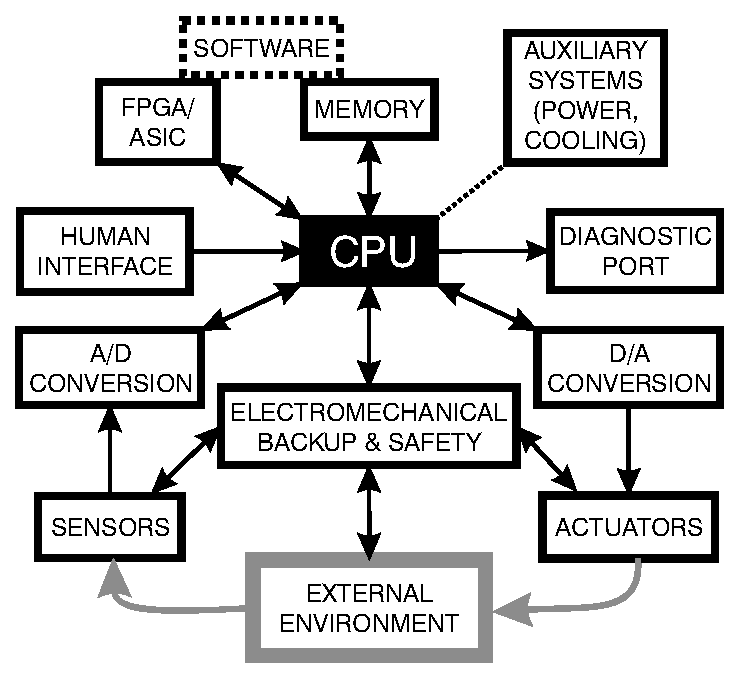 SOFTWARE
FPGA/
ASIC
MEMORY
AUXILIARY
SYSTEMS
(POWER,
COOLING)
HUMAN
INTERFACE
CPU
DIAGNOSTIC
PORT
A/D
CONVERSION
D/A
CONVERSION
ELECTROMECHANICAL
BACKUP & SAFETY
SENSORS
ACTUATORS
EXTERNAL
ENVIRONMENT